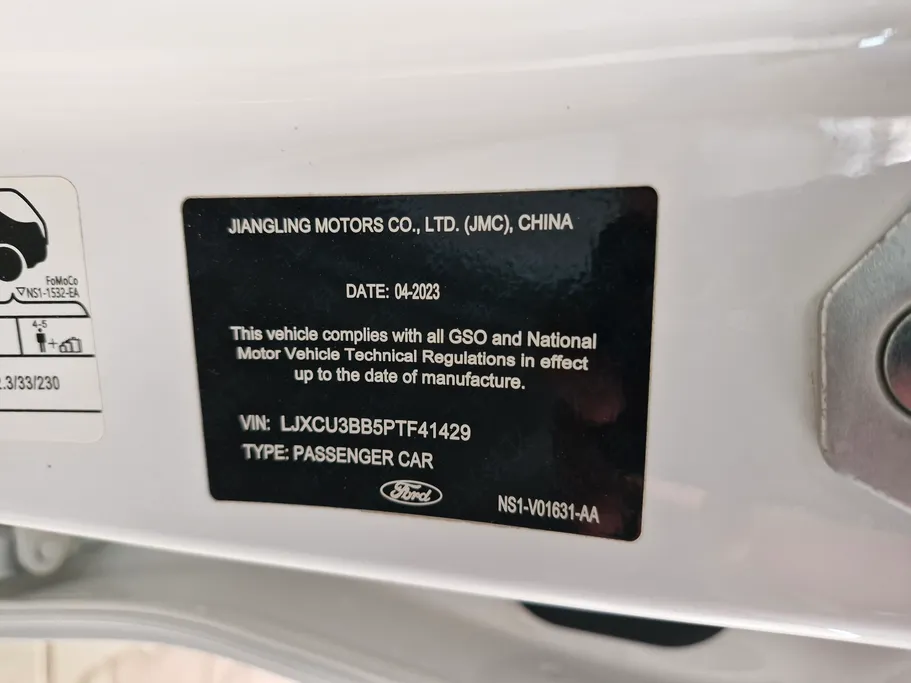 JIANGLING MOTORS CO., LTD. (JMC), CHINA
DATE: 04-2023
This vehicle complies with all GSO and National
Motor Vehicle Technical Regulations in effect
up to the date of manufacture.
VIN: LJXCU3BB5PTF41429
TYPE: PASSENGER CAR
Ford
NS1-V01631-AA
FoMoCo
NS1-1532-EA
4-5
+
.3/33/230